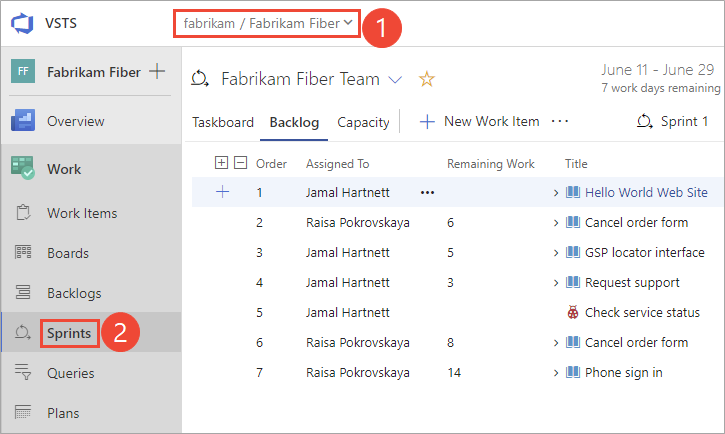 VSTS
fabrikam / Fabrikam Fiber
1
FF
Fabrikam Fiber
Overview
Work
Work Items
Boards
Backlogs
Sprints
2
Queries
Plans
Fabrikam Fiber Team
June 11 - June 29
7 work days remaining
Taskboard Backlog Capacity New Work Item Sprint 1
Order Assigned To Remaining Work Title
1 Jamal Hartnett Hello World Web Site
2 Raisa Pokrovskaya 6 Cancel order form
3 Jamal Hartnett 5 GSP locator interface
4 Jamal Hartnett 3 Request support
5 Jamal Hartnett Check service status
6 Raisa Pokrovskaya 8 Cancel order form
7 Raisa Pokrovskaya 14 Phone sign in